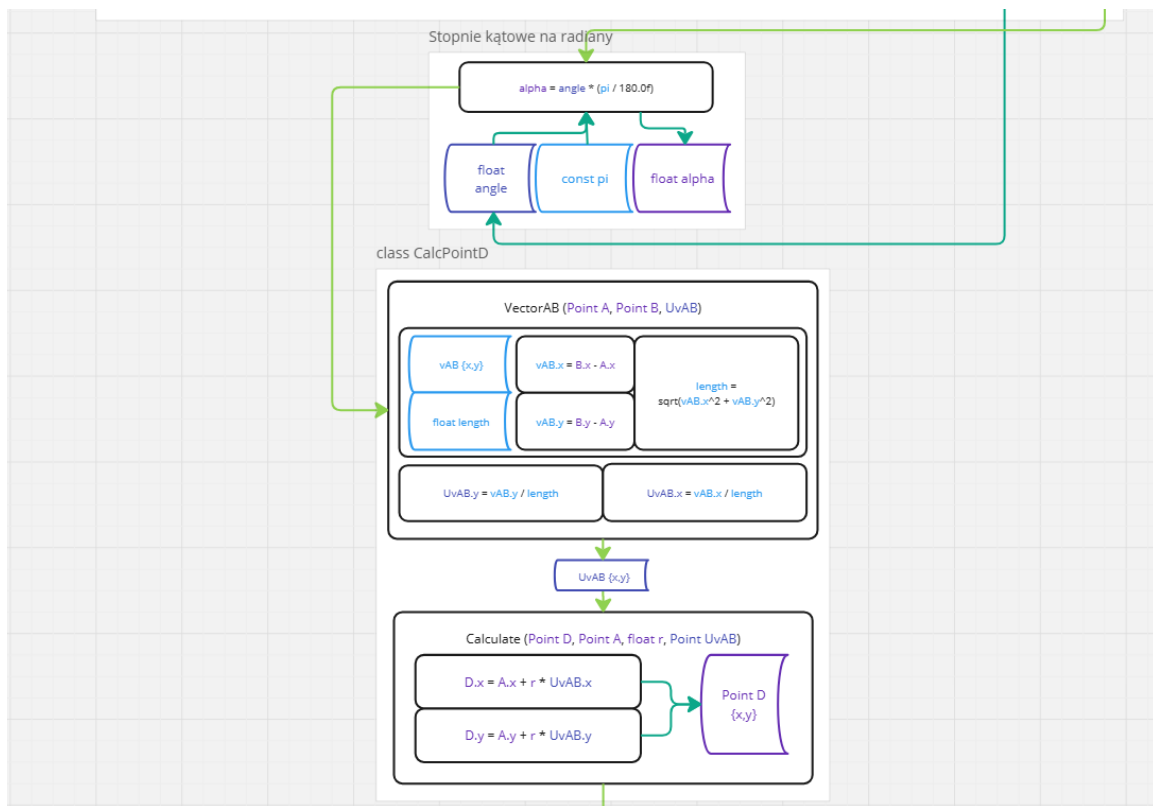 Stopnie kątowe na radiany
alpha = angle * (pi / 180.0f)
float
angle
const pi
float alpha
class CalcPointD
VectorAB (Point A, Point B, UvAB)
vAB {x,y}
vAB.x = B.x - A.x
length =
sqrt(vAB.x^2 + vAB.y^2)
float length
vAB.y = B.y - A.y
UvAB.y = vAB.y / length
UvAB.x = vAB.x / length
UvAB {x,y}
Calculate (Point D, Point A, float r, Point UvAB)
D.x = A.x + r * UvAB.x
Point D
{x,y}
D.y = A.y + r * UvAB.y